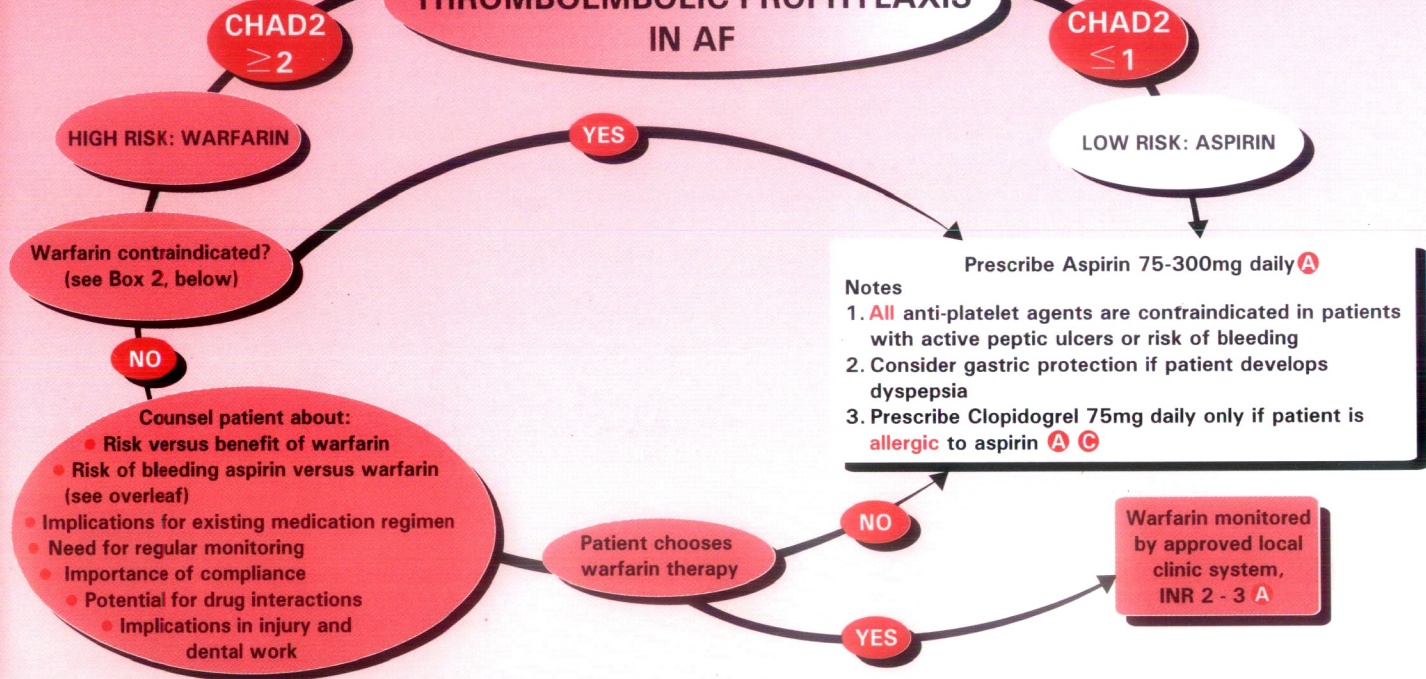 THROMBOEMBOLIC PROPHYLAXIS
IN AF
CHAD2
≥2
CHAD2
≤1
HIGH RISK: WARFARIN
YES
LOW RISK: ASPIRIN
Warfarin contraindicated?
(see Box 2, below)
NO
Prescribe Aspirin 75-300mg daily A
Notes
1. All anti-platelet agents are contraindicated in patients
with active peptic ulcers or risk of bleeding
2. Consider gastric protection if patient develops
dyspepsia
3. Prescribe Clopidogrel 75mg daily only if patient is
allergic to aspirin A C
Counsel patient about:
• Risk versus benefit of warfarin
• Risk of bleeding aspirin versus warfarin
(see overleaf)
• Implications for existing medication regimen
• Need for regular monitoring
• Importance of compliance
• Potential for drug interactions
• Implications in injury and
dental work
Patient chooses
warfarin therapy
NO
YES
Warfarin monitored
by approved local
clinic system,
INR 2 - 3 A